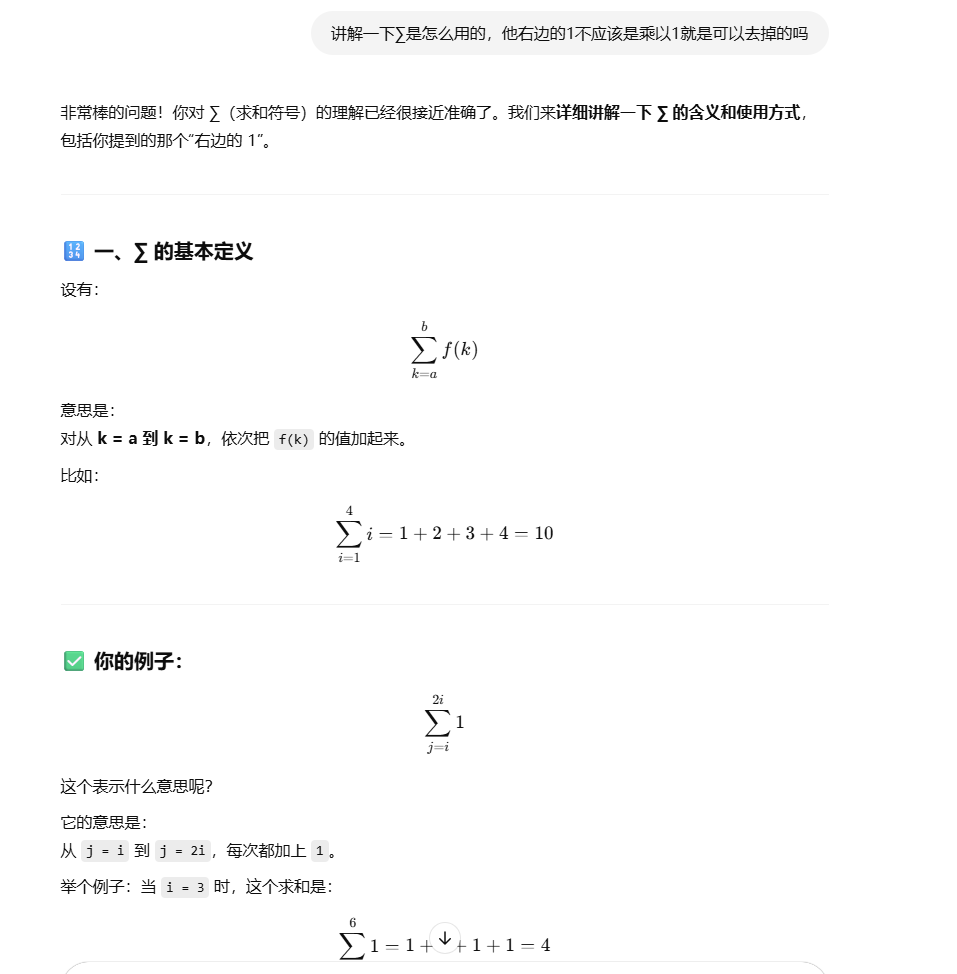 讲解一下∑是怎么用的，他右边的1不应该是乘以1就是可以去掉的吗
非常棒的问题！你对 ∑（求和符号）的理解已经很接近准确了。我们来详细讲解一下 ∑ 的含义和使用方式，
包括你提到的那个“右边的 1”。
🔢 一、∑ 的基本定义
设有：
b
∑ f(k)
k=a
意思是：
对从 k = a 到 k = b，依次把 f(k) 的值加起来。
比如：
4
∑ i = 1 + 2 + 3 + 4 = 10
i=1
✅ 你的例子：
2i
∑ 1
j=i
这个表示什么意思呢？
它的意思是：
从 j = i 到 j = 2i，每次都加上 1。
举个例子：当 i = 3 时，这个求和是：
6
∑ 1 = 1 + + 1 + 1 = 4